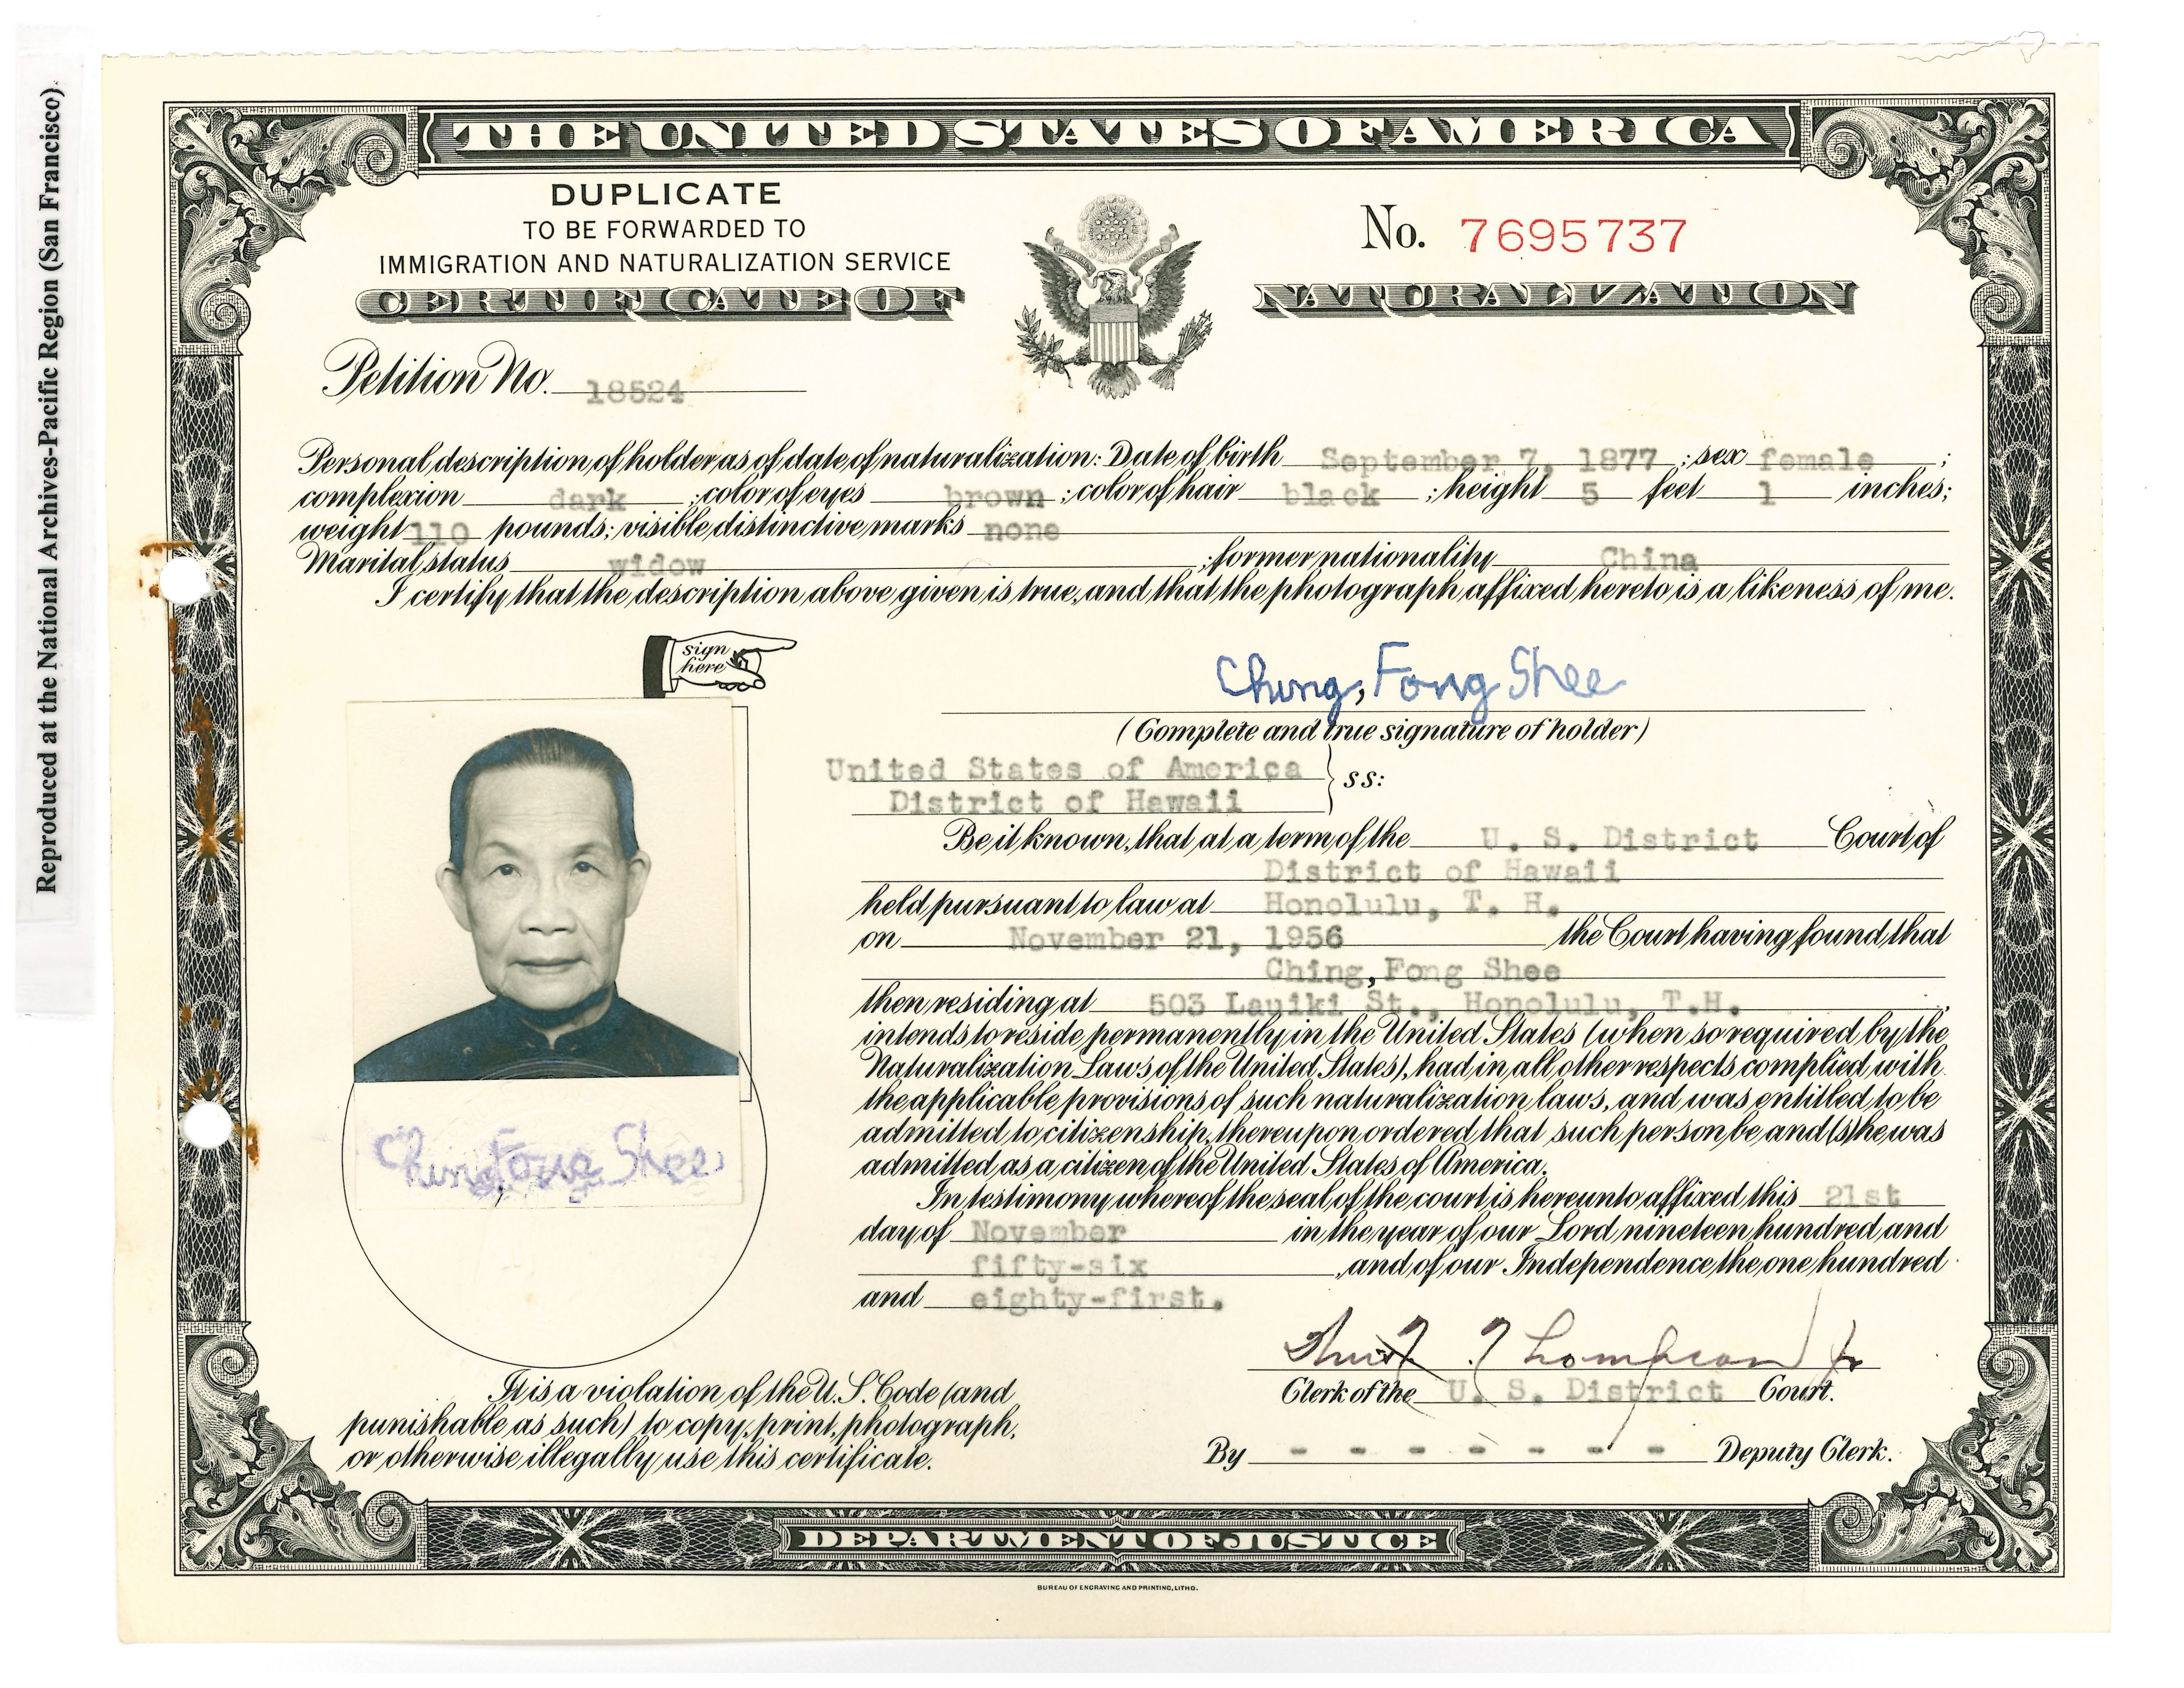 Reproduced at the National Archives-Pacific Region (San Francisco).
THE UNITED STATES OF AMERICA
DUPLICATE
TO BE FORWARDED TO
IMMIGRATION AND NATURALIZATION SERVICE
No. 7695737
CERTIFICATE OF NATURALIZATION
Petition No. 18524
Personal description of holder as of date of naturalization: Date of birth September 7, 1877; sex female;
complexion dark; color of eyes brown; color of hair black; height 5 feet 1 inches;
weight 110 pounds; visible distinctive marks none
Marital status widow; former nationality China
I certify that the description above given is true, and that the photograph affixed hereto is a likeness of me.
sign
here
Ching, Fong Shee
(Complete and true signature of holder)
United States of America
District of Hawaii
} ss:
Be it known, that at a term of the U. S. District Court of
District of Hawaii
held pursuant to law at Honolulu, T. H.
on November 21, 1956 the Court having found that
Ching, Fong Shee
then residing at 503 Lauiki St., Honolulu, T.H.,
intends to reside permanently in the United States (when so required by the
Naturalization Laws of the United States), had in all other respects complied with
the applicable provisions of such naturalization laws, and was entitled to be
admitted to citizenship, thereupon ordered that such person be and (s)he was
admitted as a citizen of the United States of America.
In testimony whereof the seal of the court is hereunto affixed this 21st
day of November in the year of our Lord nineteen hundred and
fifty-six, and of our Independence the one hundred
and eighty-first.
Ching, Fong Shee
Thompson Jr
Clerk of the U. S. District Court.
By - - - - - - - Deputy Clerk.
It is a violation of the U.S. Code (and
punishable as such) to copy, print, photograph,
or otherwise illegally use this certificate.
DEPARTMENT OF JUSTICE
BUREAU OF ENGRAVING AND PRINTING, LITHO.